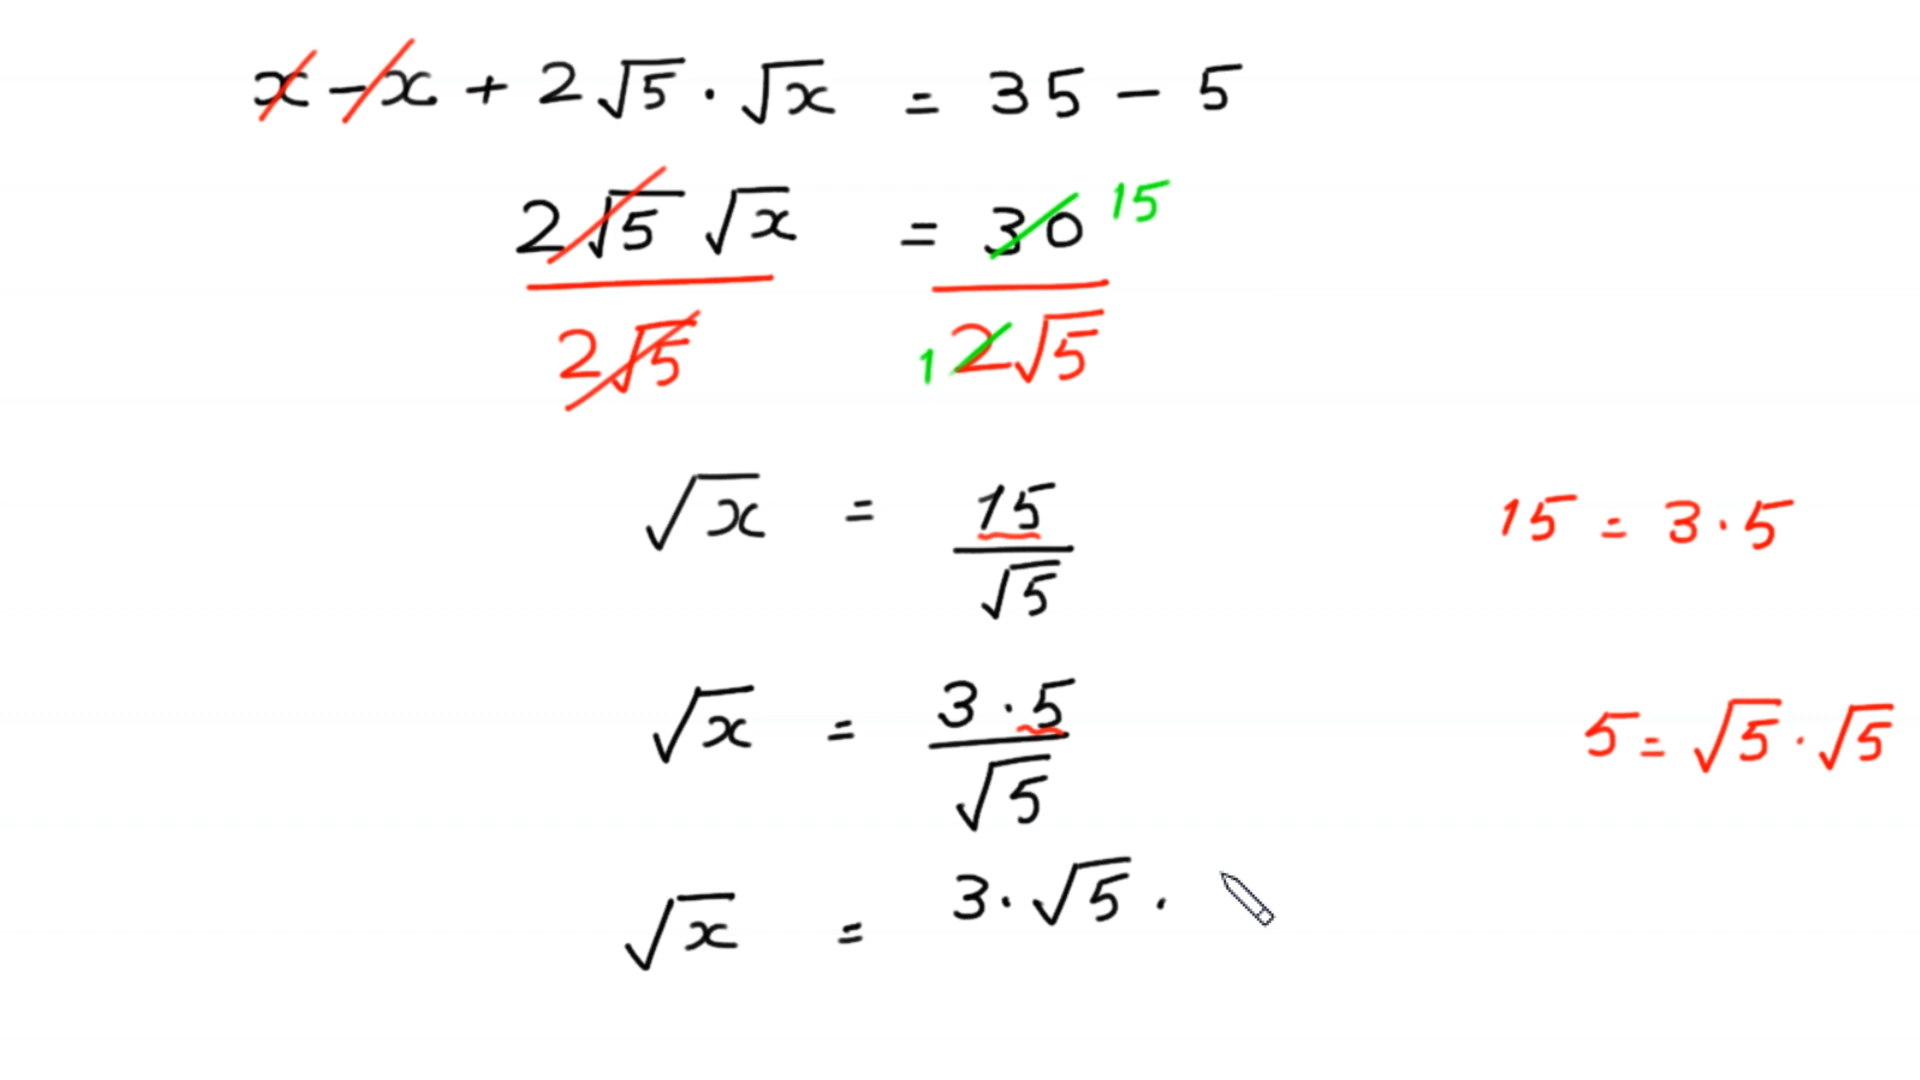 x - x + 2√5 · √x = 35 - 5
2√5 √x = 30 15
2√5 1 2√5
√x = 15/√5
15 = 3 · 5
√x = 3 · 5/√5
5 = √5 · √5
√x = 3 · √5 ·